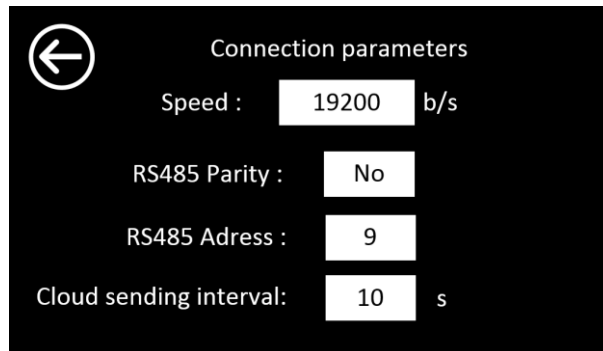 Connection parameters
Speed : 19200 b/s
RS485 Parity : No
RS485 Adress : 9
Cloud sending interval: 10 s